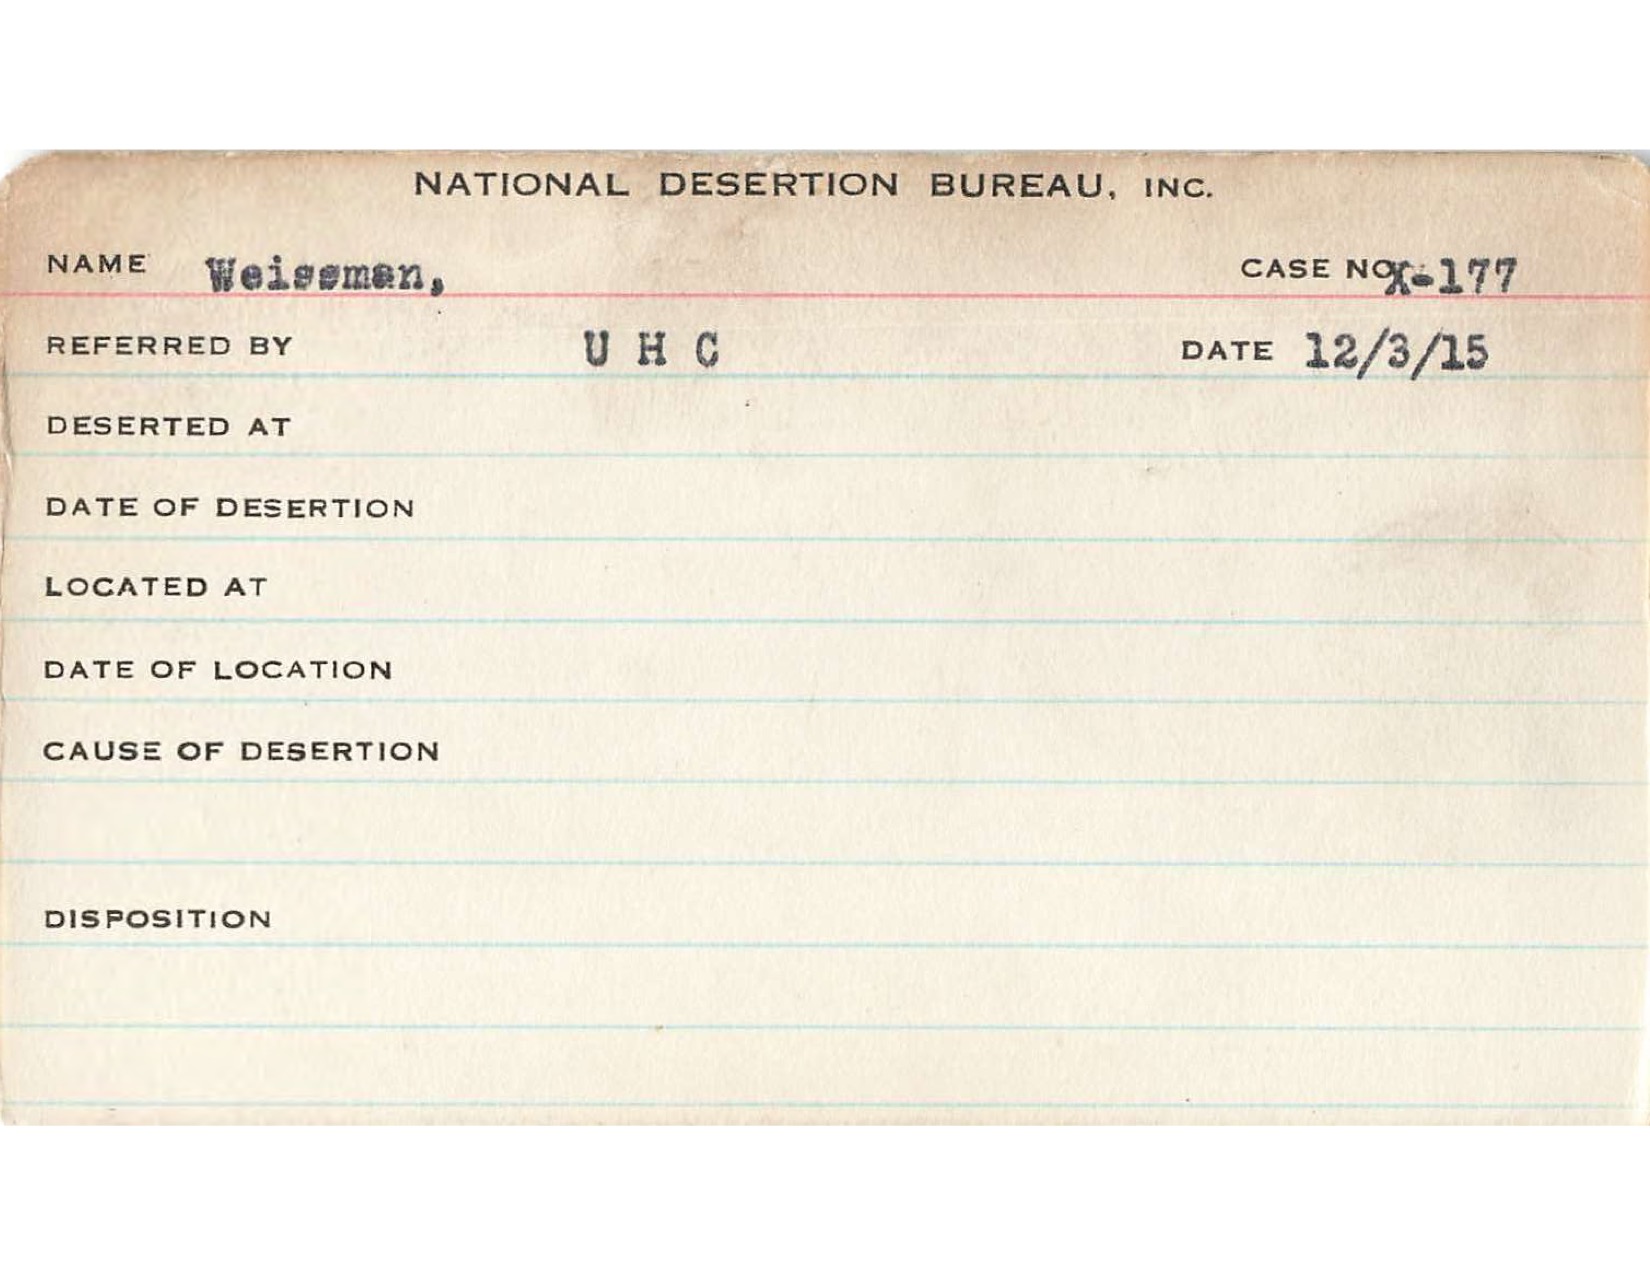 NATIONAL DESERTION BUREAU, INC.
NAME Weissman, CASE NO X-177
REFERRED BY U H C DATE 12/3/15
DESERTED AT
DATE OF DESERTION
LOCATED AT
DATE OF LOCATION
CAUSE OF DESERTION
DISPOSITION